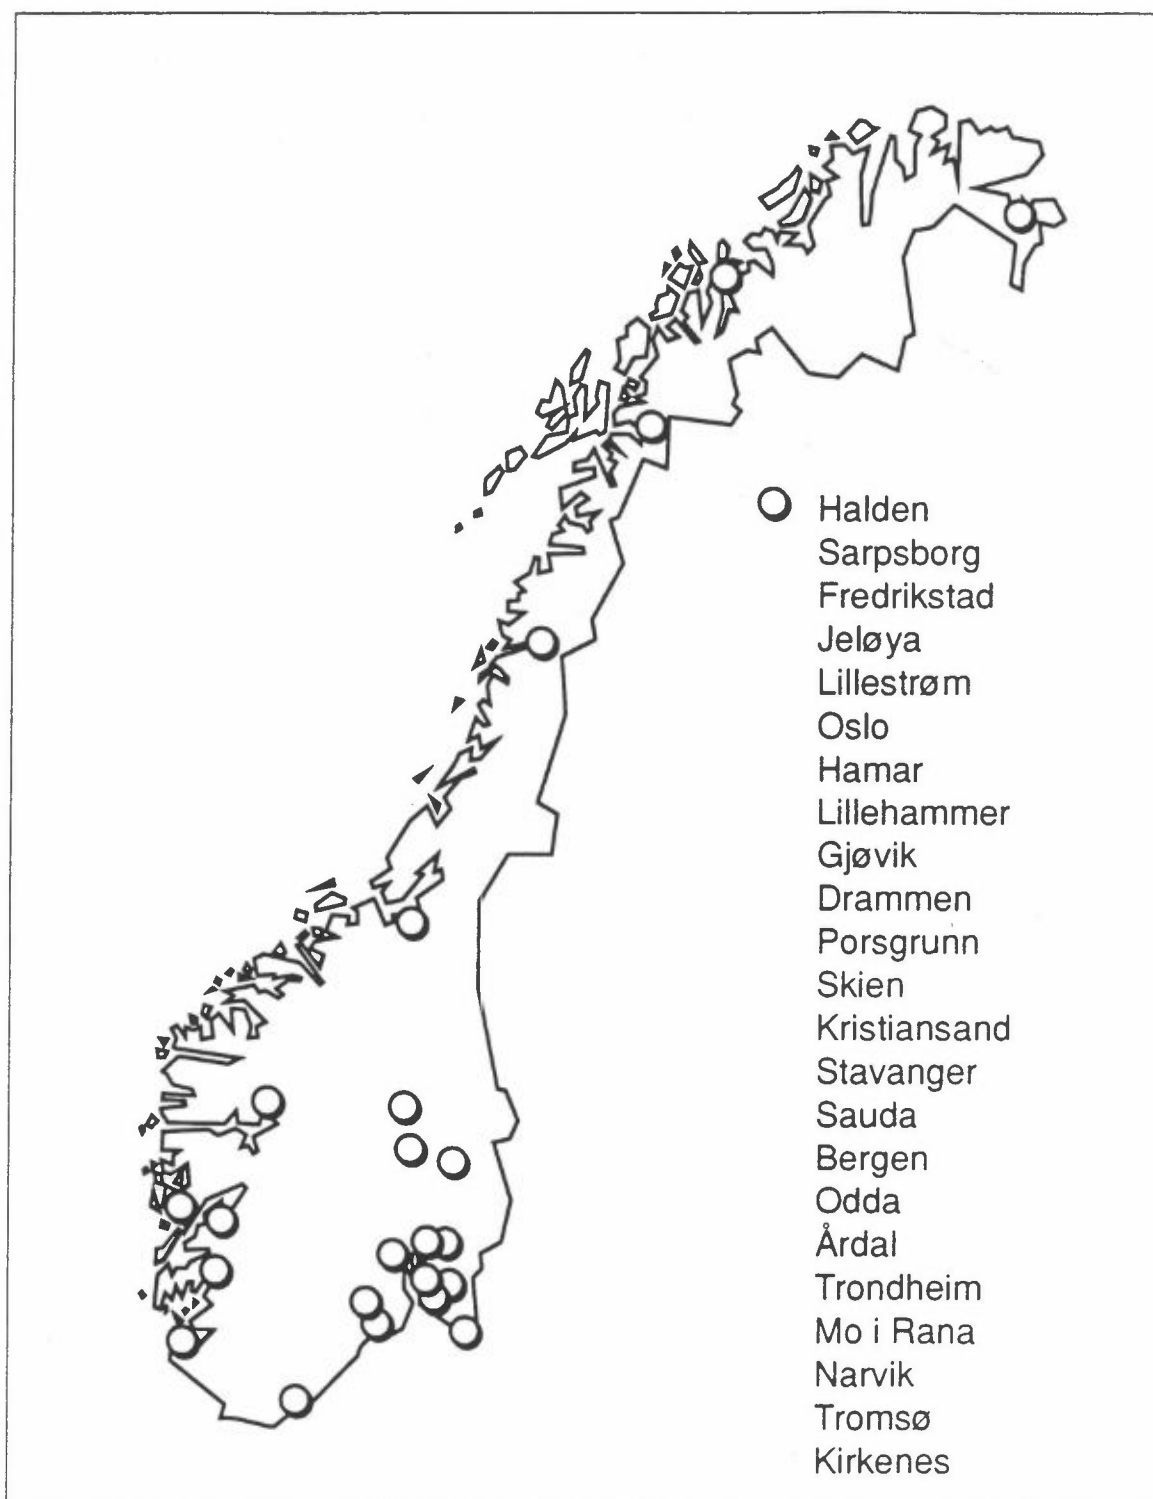 Halden
Sarpsborg
Fredrikstad
Jeløya
Lillestrøm
Oslo
Hamar
Lillehammer
Gjøvik
Drammen
Porsgrunn
Skien
Kristiansand
Stavanger
Sauda
Bergen
Odda
Årdal
Trondheim
Mo i Rana
Narvik
Tromsø
Kirkenes